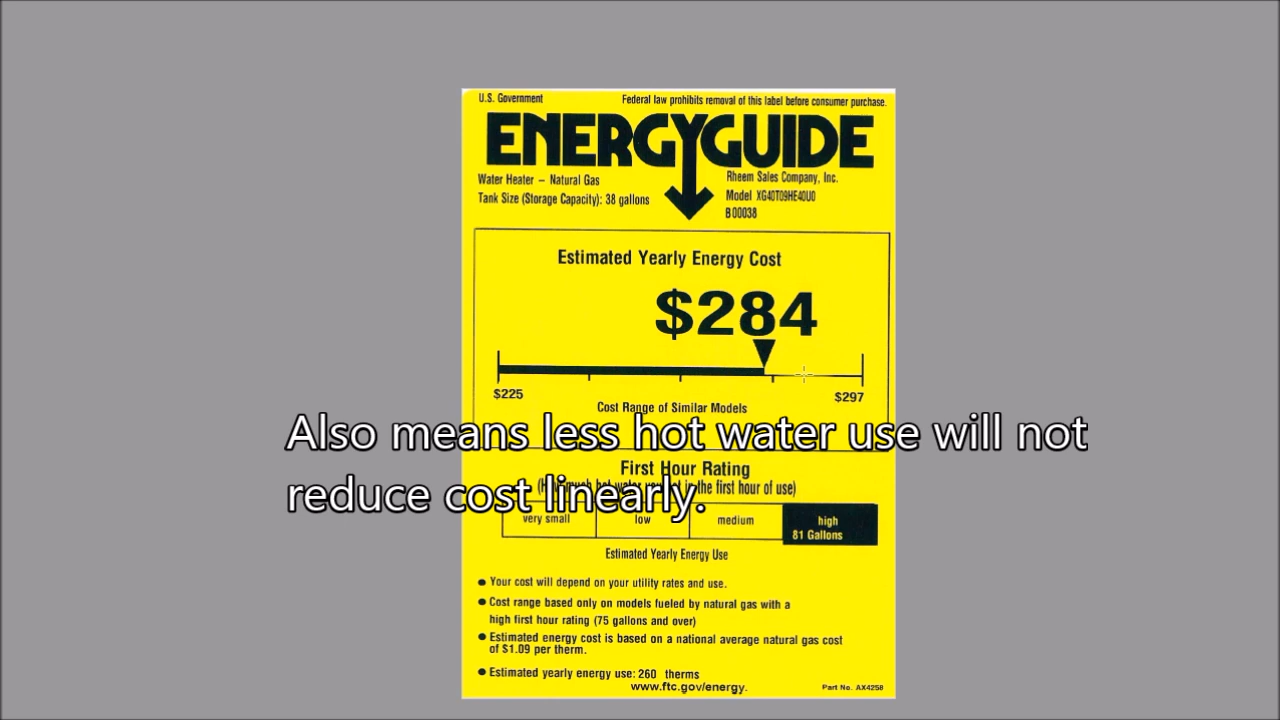 U.S. Government Federal law prohibits removal of this label before consumer purchase.
ENERGYGUIDE
Water Heater – Natural Gas
Tank Size (Storage Capacity): 38 gallons
Rheem Sales Company, Inc.
Model XG40T09HE40U0
B00038
Estimated Yearly Energy Cost
$284
$225 $297
Cost Range of Similar Models
Also means less hot water use will not
reduce cost linearly.
First Hour Rating
hot water in the first hour of use)
very small low medium high
81 Gallons
Estimated Yearly Energy Use
● Your cost will depend on your utility rates and use.
● Cost range based only on models fueled by natural gas with a
high first hour rating (75 gallons and over)
● Estimated energy cost is based on a national average natural gas cost
of $1.09 per therm.
● Estimated yearly energy use: 260 therms
www.ftc.gov/energy.
Part No. AX4258